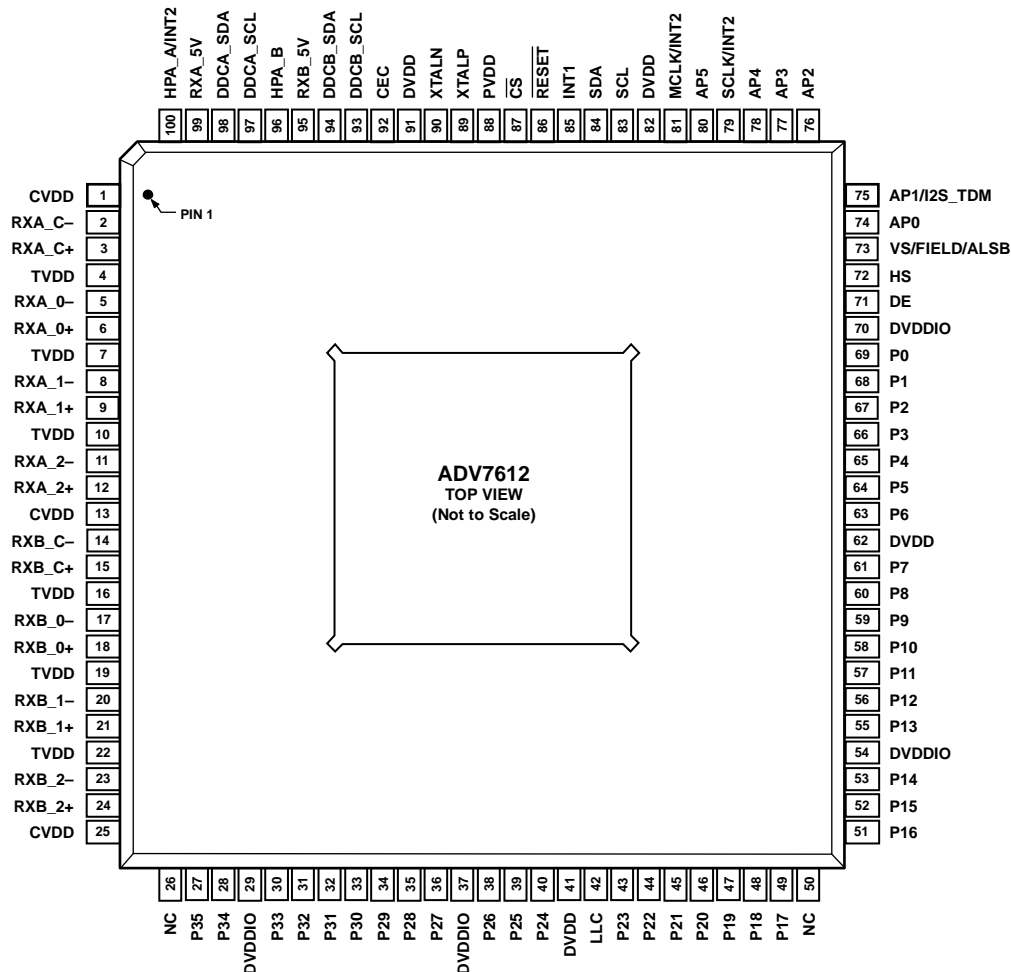 HPA_A/INT2
RXA_5V
DDCA_SDA
DDCA_SCL
HPA_B
RXB_5V
DDCB_SDA
DDCB_SCL
CEC
DVDD
XTALN
XTALP
PVDD
CS
RESET
INT1
SDA
SCL
DVDD
MCLK/INT2
AP5
SCLK/INT2
AP4
AP3
AP2
100 99 98 97 96 95 94 93 92 91 90 89 88 87 86 85 84 83 82 81 80 79 78 77 76
CVDD 1
RXA_C– 2
RXA_C+ 3
TVDD 4
RXA_0– 5
RXA_0+ 6
TVDD 7
RXA_1– 8
RXA_1+ 9
TVDD 10
RXA_2– 11
RXA_2+ 12
CVDD 13
RXB_C– 14
RXB_C+ 15
TVDD 16
RXB_0– 17
RXB_0+ 18
TVDD 19
RXB_1– 20
RXB_1+ 21
TVDD 22
RXB_2– 23
RXB_2+ 24
CVDD 25
PIN 1
ADV7612
TOP VIEW
(Not to Scale)
75 AP1/I2S_TDM
74 AP0
73 VS/FIELD/ALSB
72 HS
71 DE
70 DVDDIO
69 P0
68 P1
67 P2
66 P3
65 P4
64 P5
63 P6
62 DVDD
61 P7
60 P8
59 P9
58 P10
57 P11
56 P12
55 P13
54 DVDDIO
53 P14
52 P15
51 P16
26 27 28 29 30 31 32 33 34 35 36 37 38 39 40 41 42 43 44 45 46 47 48 49 50
NC
P35
P34
DVDDIO
P33
P32
P31
P30
P29
P28
P27
DVDDIO
P26
P25
P24
DVDD
LLC
P23
P22
P21
P20
P19
P18
P17
NC